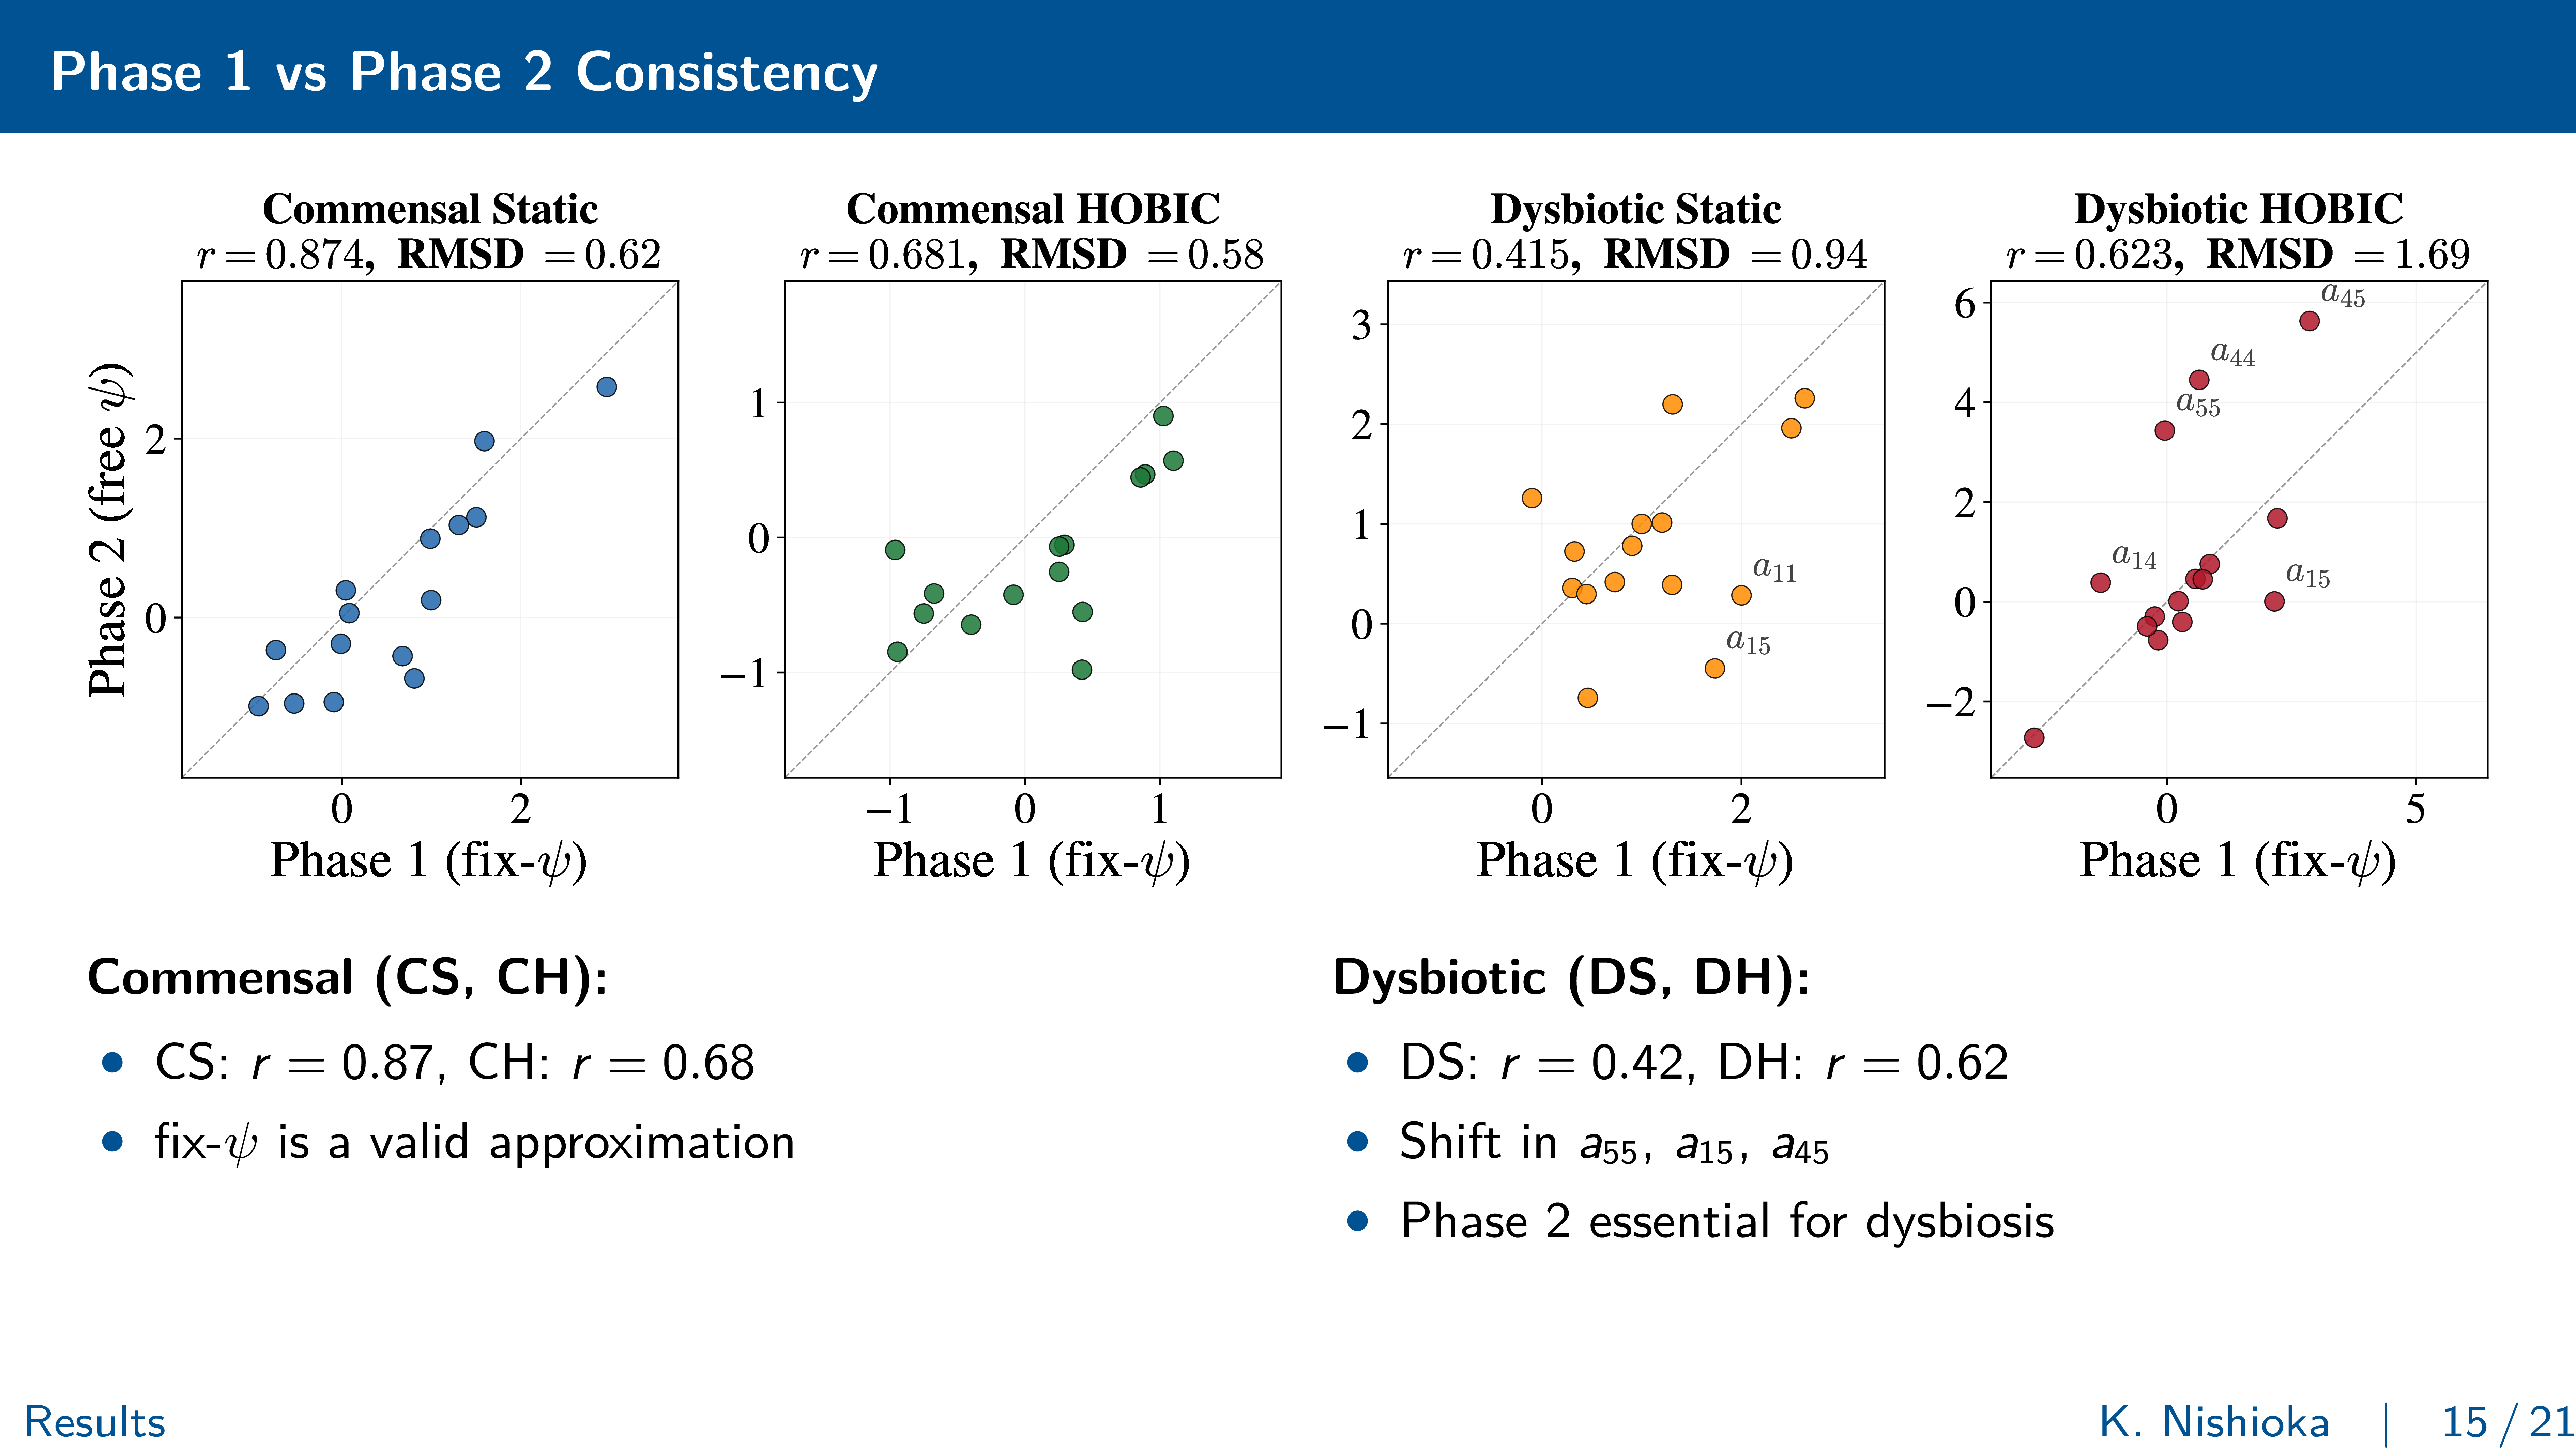 Phase 1 vs Phase 2 Consistency
Commensal Static
r = 0.874, RMSD = 0.62
Commensal HOBIC
r = 0.681, RMSD = 0.58
Dysbiotic Static
r = 0.415, RMSD = 0.94
Dysbiotic HOBIC
r = 0.623, RMSD = 1.69
Phase 2 (free ψ)
2
0
0
2
Phase 1 (fix-ψ)
1
0
−1
−1
0
1
Phase 1 (fix-ψ)
3
2
1
0
−1
a₁₁
a₁₅
0
2
Phase 1 (fix-ψ)
6
4
2
0
−2
a₄₅
a₄₄
a₅₅
a₁₄
a₁₅
0
5
Phase 1 (fix-ψ)
Commensal (CS, CH):
• CS: r = 0.87, CH: r = 0.68
• fix-ψ is a valid approximation
Dysbiotic (DS, DH):
• DS: r = 0.42, DH: r = 0.62
• Shift in a₅₅, a₁₅, a₄₅
• Phase 2 essential for dysbiosis
Results
K. Nishioka | 15 / 21